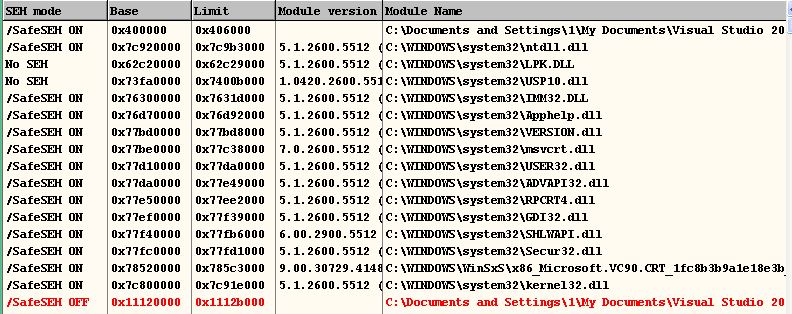 SEH mode Base Limit Module version Module Name
/SafeSEH ON 0x400000 0x406000 C:\Documents and Settings\1\My Documents\Visual Studio 20
/SafeSEH ON 0x7c920000 0x7c9b3000 5.1.2600.5512 ( C:\WINDOWS\system32\ntdll.dll
No SEH 0x62c20000 0x62c29000 5.1.2600.5512 ( C:\WINDOWS\system32\LPK.DLL
No SEH 0x73fa0000 0x7400b000 1.0420.2600.551 C:\WINDOWS\system32\USP10.dll
/SafeSEH ON 0x76300000 0x7631d000 5.1.2600.5512 ( C:\WINDOWS\system32\IMM32.DLL
/SafeSEH ON 0x76d70000 0x76d92000 5.1.2600.5512 ( C:\WINDOWS\system32\Apphelp.dll
/SafeSEH ON 0x77bd0000 0x77bd8000 5.1.2600.5512 ( C:\WINDOWS\system32\VERSION.dll
/SafeSEH ON 0x77be0000 0x77c38000 7.0.2600.5512 ( C:\WINDOWS\system32\msvcrt.dll
/SafeSEH ON 0x77d10000 0x77da0000 5.1.2600.5512 ( C:\WINDOWS\system32\USER32.dll
/SafeSEH ON 0x77da0000 0x77e49000 5.1.2600.5512 ( C:\WINDOWS\system32\ADVAPI32.dll
/SafeSEH ON 0x77e50000 0x77ee2000 5.1.2600.5512 ( C:\WINDOWS\system32\RPCRT4.dll
/SafeSEH ON 0x77ef0000 0x77f39000 5.1.2600.5512 ( C:\WINDOWS\system32\GDI32.dll
/SafeSEH ON 0x77f40000 0x77fb6000 6.00.2900.5512 C:\WINDOWS\system32\SHLWAPI.dll
/SafeSEH ON 0x77fc0000 0x77fd1000 5.1.2600.5512 ( C:\WINDOWS\system32\Secur32.dll
/SafeSEH ON 0x78520000 0x785c3000 9.00.30729.4148 C:\WINDOWS\WinSxS\x86_Microsoft.VC90.CRT_1fc8b3b9a1e18e3b_
/SafeSEH ON 0x7c800000 0x7c91e000 5.1.2600.5512 ( C:\WINDOWS\system32\kernel32.dll
/SafeSEH OFF 0x11120000 0x1112b000 C:\Documents and Settings\1\My Documents\Visual Studio 20